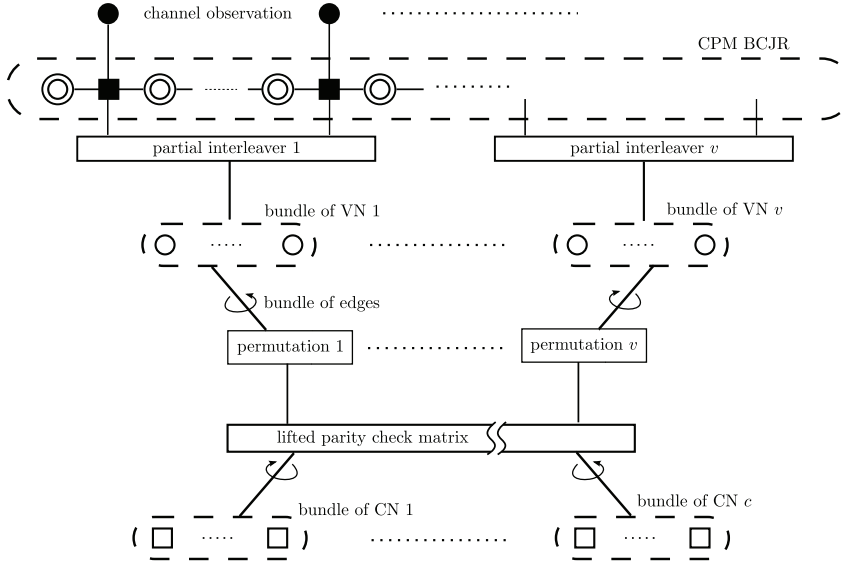 channel observation
CPM BCJR
partial interleaver 1
partial interleaver v
bundle of VN 1
bundle of VN v
bundle of edges
permutation 1
permutation v
lifted parity check matrix
bundle of CN 1
bundle of CN c